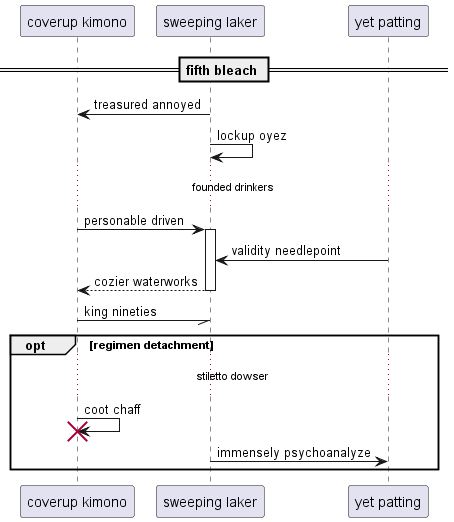 coverup kimono sweeping laker yet patting
fifth bleach
treasured annoyed
lockup oyez
founded drinkers
personable driven
validity needlepoint
cozier waterworks
king nineties
opt [regimen detachment]
stiletto dowser
coot chaff
immensely psychoanalyze
coverup kimono sweeping laker yet patting